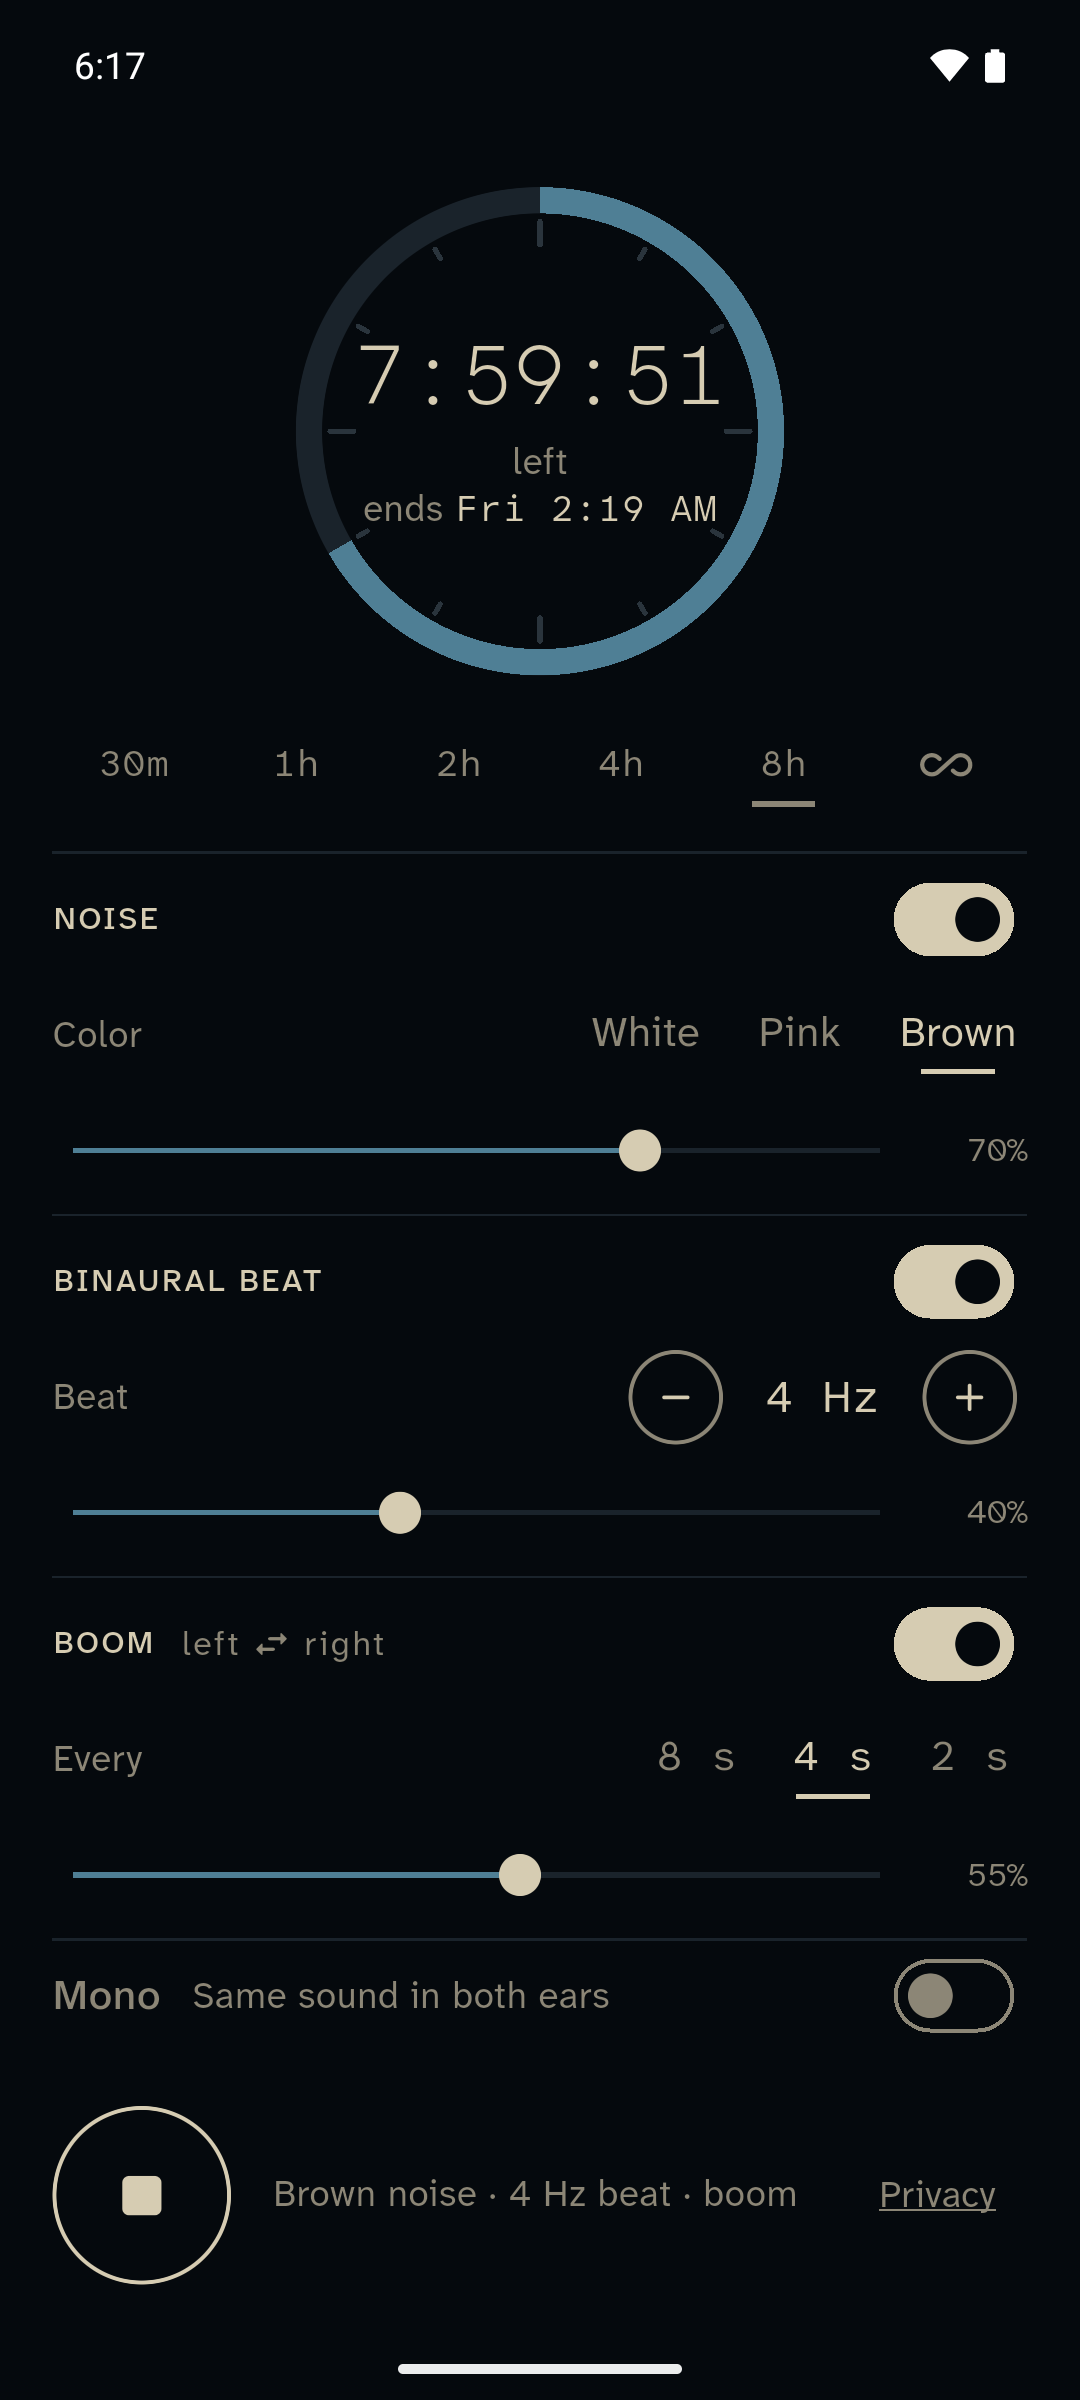 6:17
7:59:51
left
ends Fri 2:19 AM
30m 1h 2h 4h 8h ∞
NOISE
Color White Pink Brown
70%
BINAURAL BEAT
Beat − 4 Hz +
40%
BOOM left ⇄ right
Every 8 s 4 s 2 s
55%
Mono Same sound in both ears
Brown noise · 4 Hz beat · boom Privacy